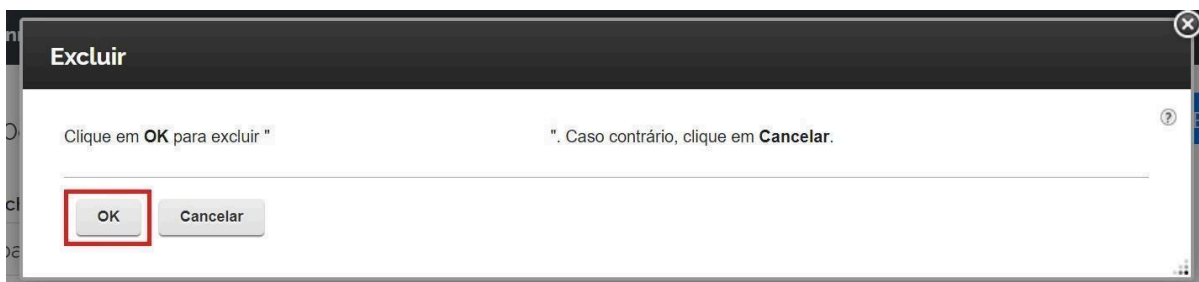 Excluir
Clique em OK para excluir " ". Caso contrário, clique em Cancelar.
OK Cancelar